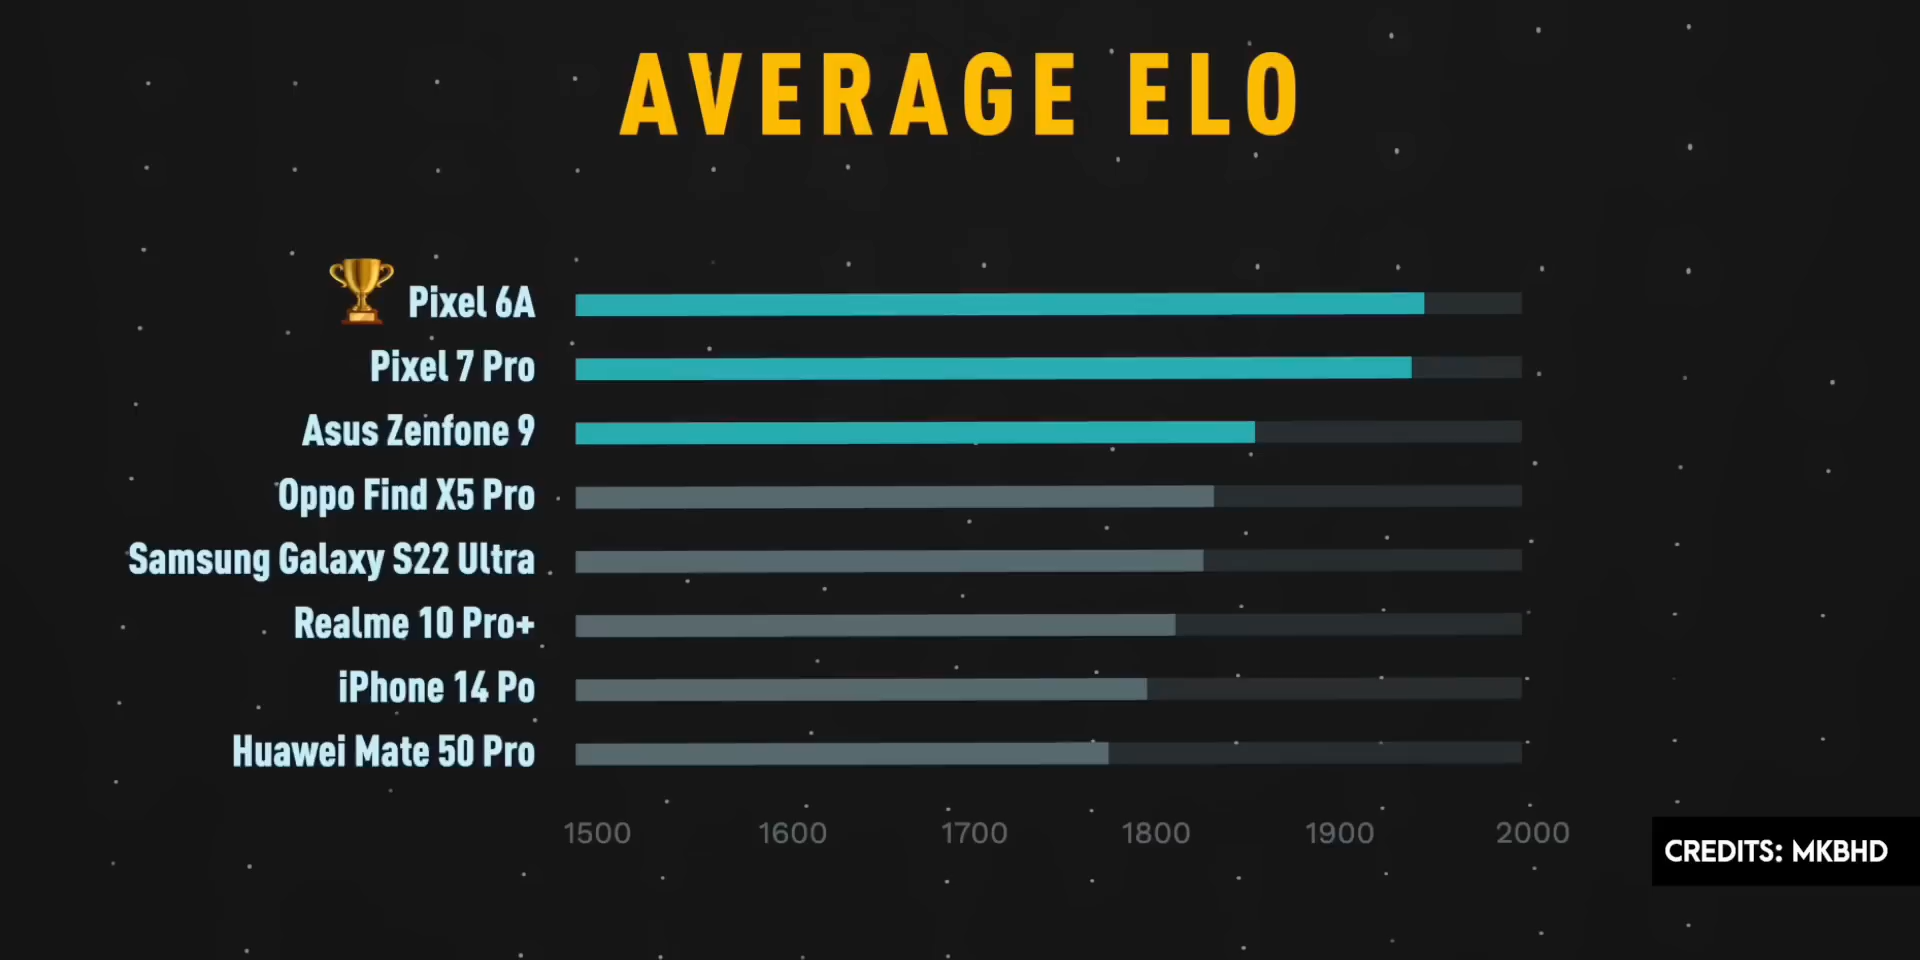 AVERAGE ELO
Pixel 6A
Pixel 7 Pro
Asus Zenfone 9
Oppo Find X5 Pro
Samsung Galaxy S22 Ultra
Realme 10 Pro+
iPhone 14 Po
Huawei Mate 50 Pro
1500 1600 1700 1800 1900 2000
CREDITS: MKBHD